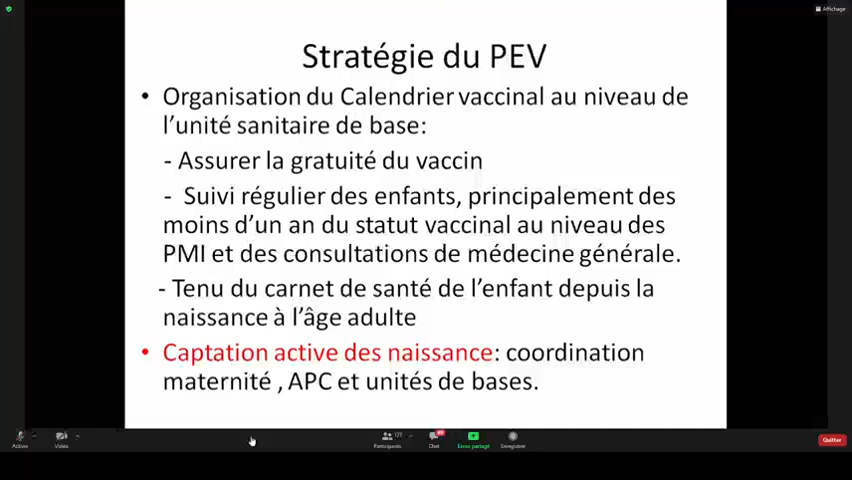 Affichage
Stratégie du PEV
• Organisation du Calendrier vaccinal au niveau de
l'unité sanitaire de base:
- Assurer la gratuité du vaccin
- Suivi régulier des enfants, principalement des
moins d'un an du statut vaccinal au niveau des
PMI et des consultations de médecine générale.
- Tenu du carnet de santé de l'enfant depuis la
naissance à l'âge adulte
• Captation active des naissance: coordination
maternité , APC et unités de bases.
177
Vidéo Participants Chat Écran partagé Enregistrer Quitter